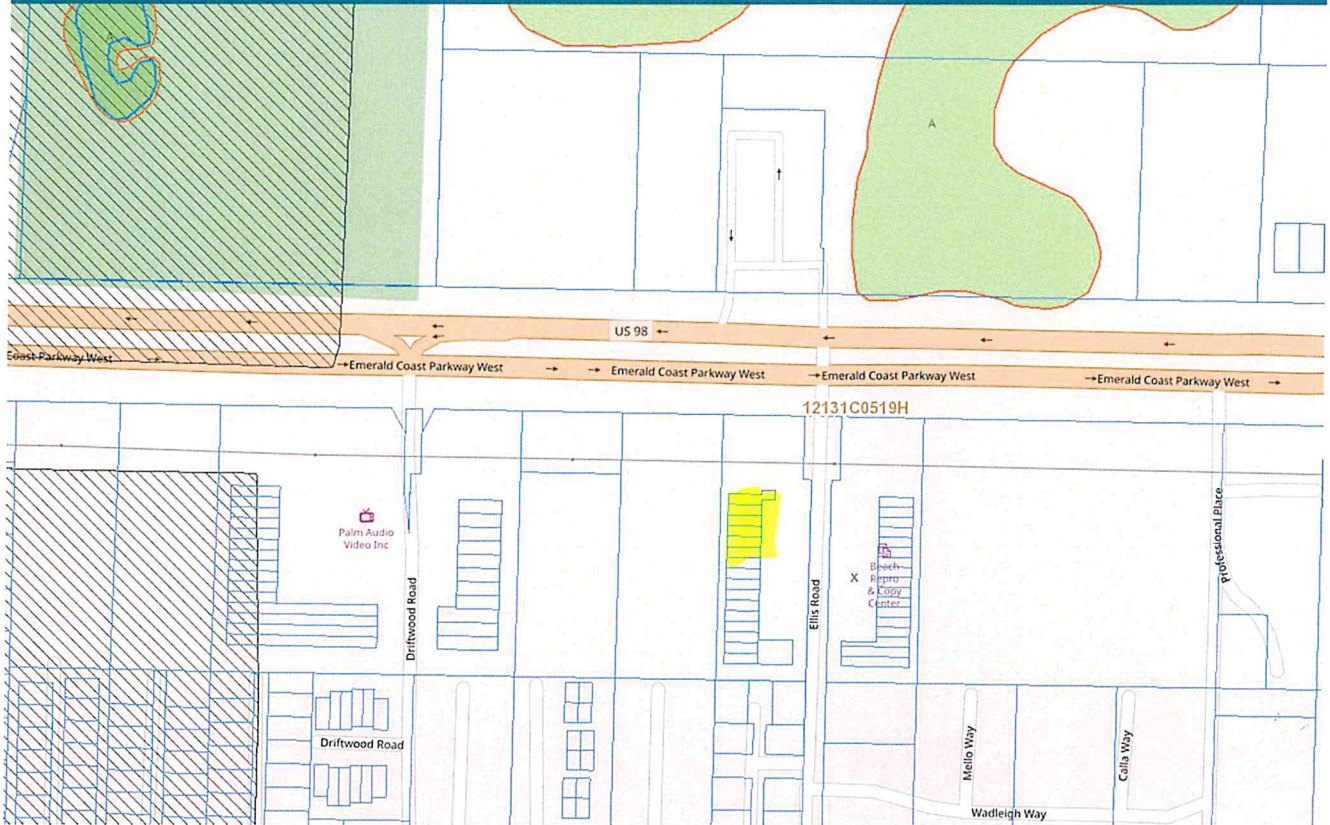 A
A
US 98
Coast Parkway West
Emerald Coast Parkway West
Emerald Coast Parkway West
Emerald Coast Parkway West
Emerald Coast Parkway West
12131C0519H
Palm Audio
Video Inc
Driftwood Road
Ellis Road
X
Beach
Repro
& Copy
Center
Professional Place
Driftwood Road
Mello Way
Calla Way
Wadleigh Way